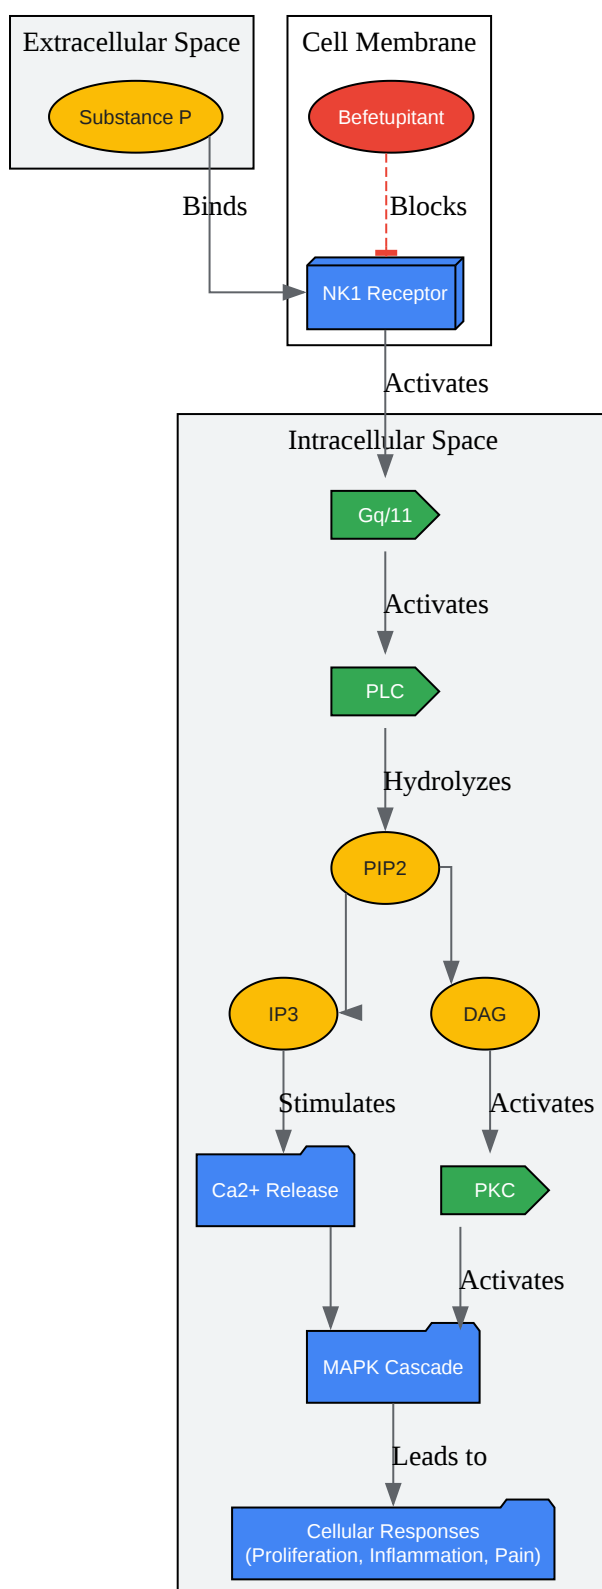 Extracellular Space
Cell Membrane
Substance P
Befetupitant
Binds
Blocks
NK1 Receptor
Activates
Intracellular Space
Gq/11
Activates
PLC
Hydrolyzes
PIP2
IP3
DAG
Stimulates
Activates
Ca2+ Release
PKC
Activates
MAPK Cascade
Leads to
Cellular Responses
(Proliferation, Inflammation, Pain)